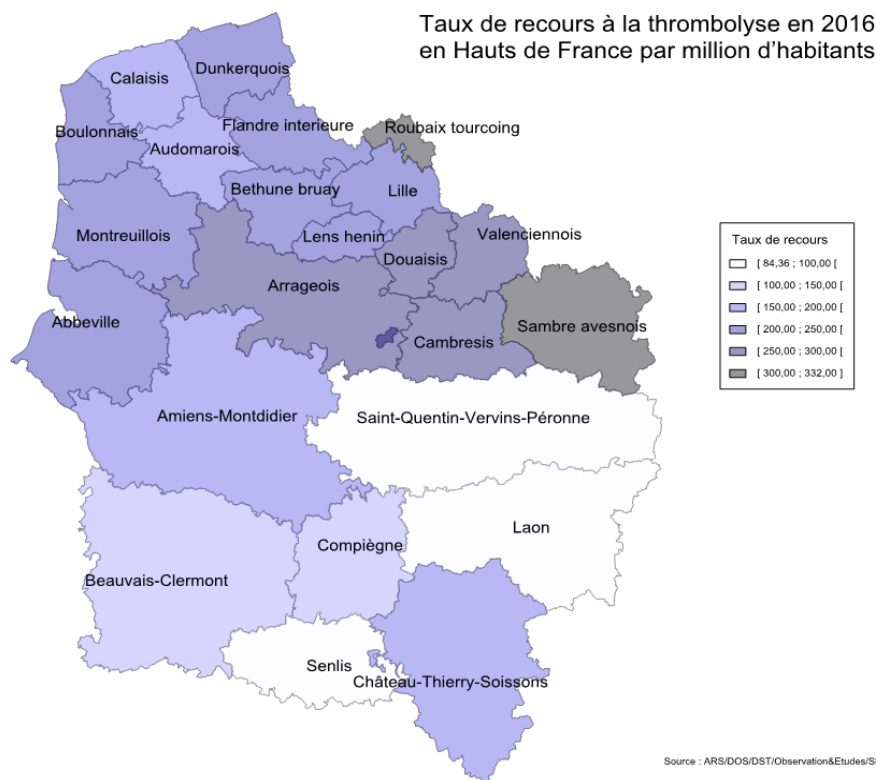 Taux de recours à la thrombolyse en 2016
en Hauts de France par million d’habitants
Dunkerquois
Calaisis
Boulonnais
Flandre interieure
Roubaix tourcoing
Audomarois
Bethune bruay
Lille
Montreuillois
Lens henin
Valenciennois
Douaisis
Arrageois
Abbeville
Sambre avesnois
Cambresis
Amiens-Montdidier
Saint-Quentin-Vervins-Péronne
Laon
Compiègne
Beauvais-Clermont
Senlis
Château-Thierry-Soissons
Taux de recours
[ 84,36 ; 100,00 [
[ 100,00 ; 150,00 [
[ 150,00 ; 200,00 [
[ 200,00 ; 250,00 [
[ 250,00 ; 300,00 [
[ 300,00 ; 332,00 ]
Source : ARS/DOS/DST/Observation&Etudes/S